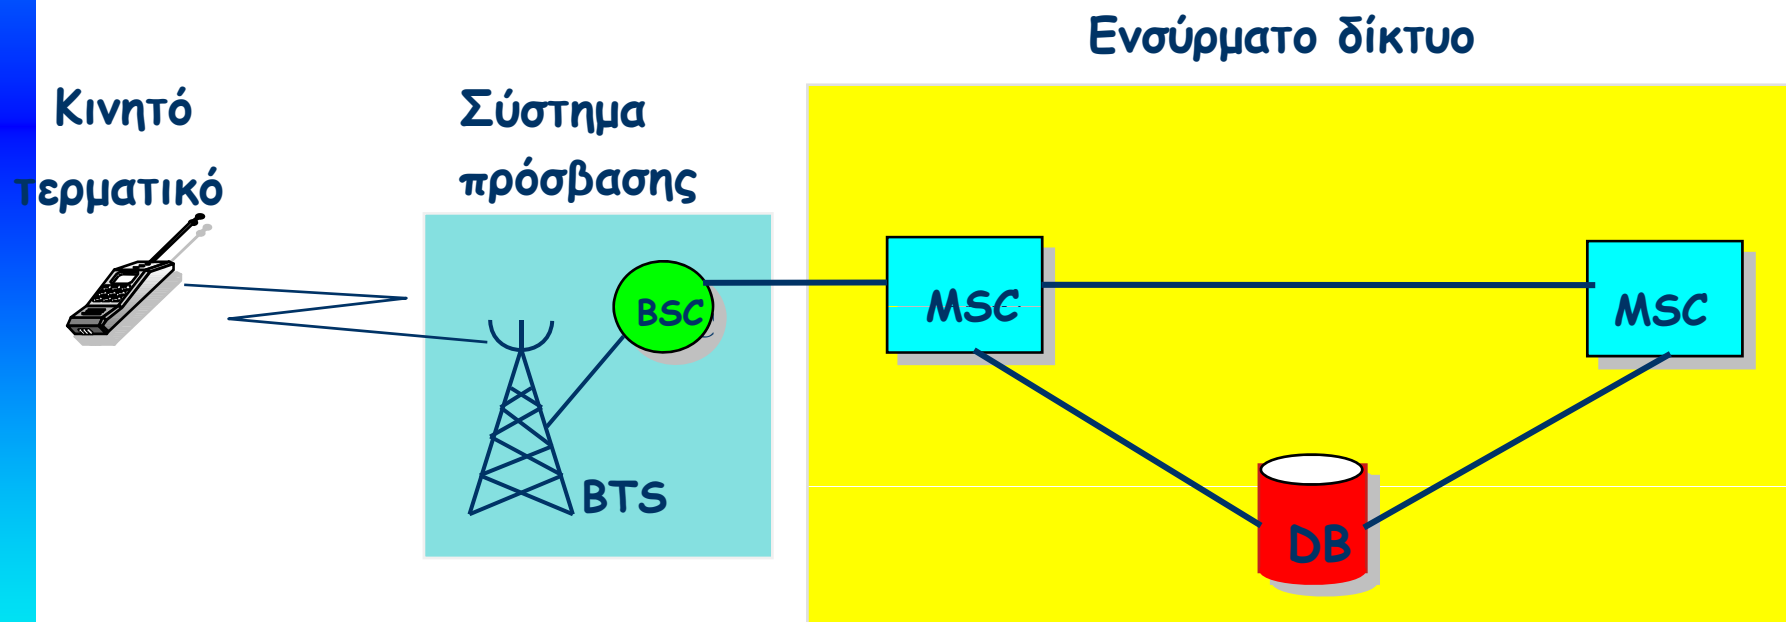 Ενσύρματο δίκτυο
Κινητό
τερματικό
Σύστημα
πρόσβασης
BSC
MSC
MSC
BTS
DB